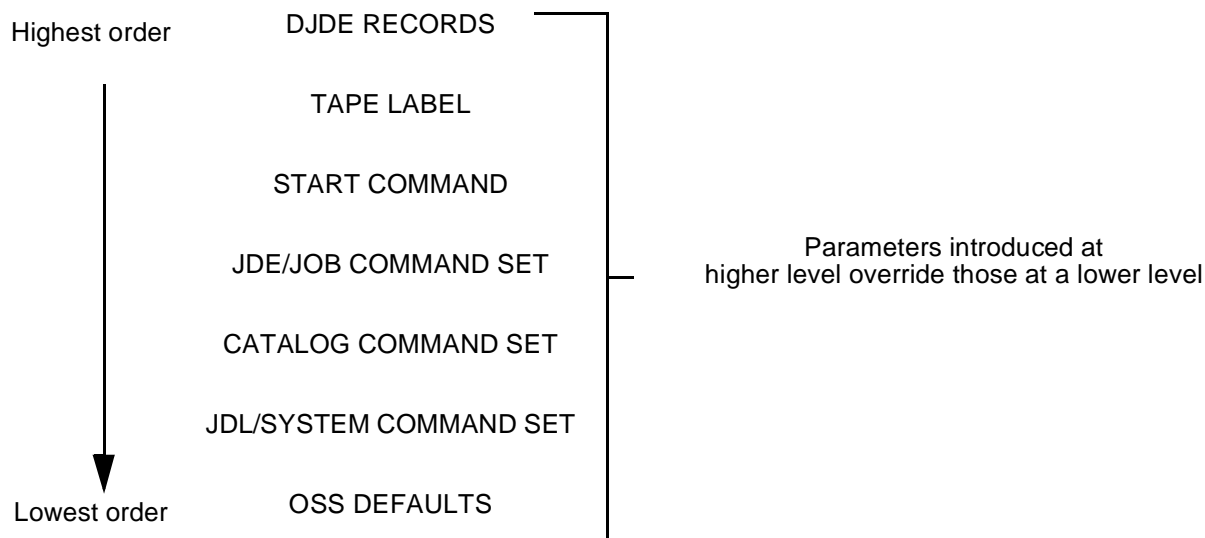 Highest order
DJDE RECORDS
TAPE LABEL
START COMMAND
JDE/JOB COMMAND SET
Parameters introduced at
higher level override those at a lower level
CATALOG COMMAND SET
JDL/SYSTEM COMMAND SET
OSS DEFAULTS
Lowest order